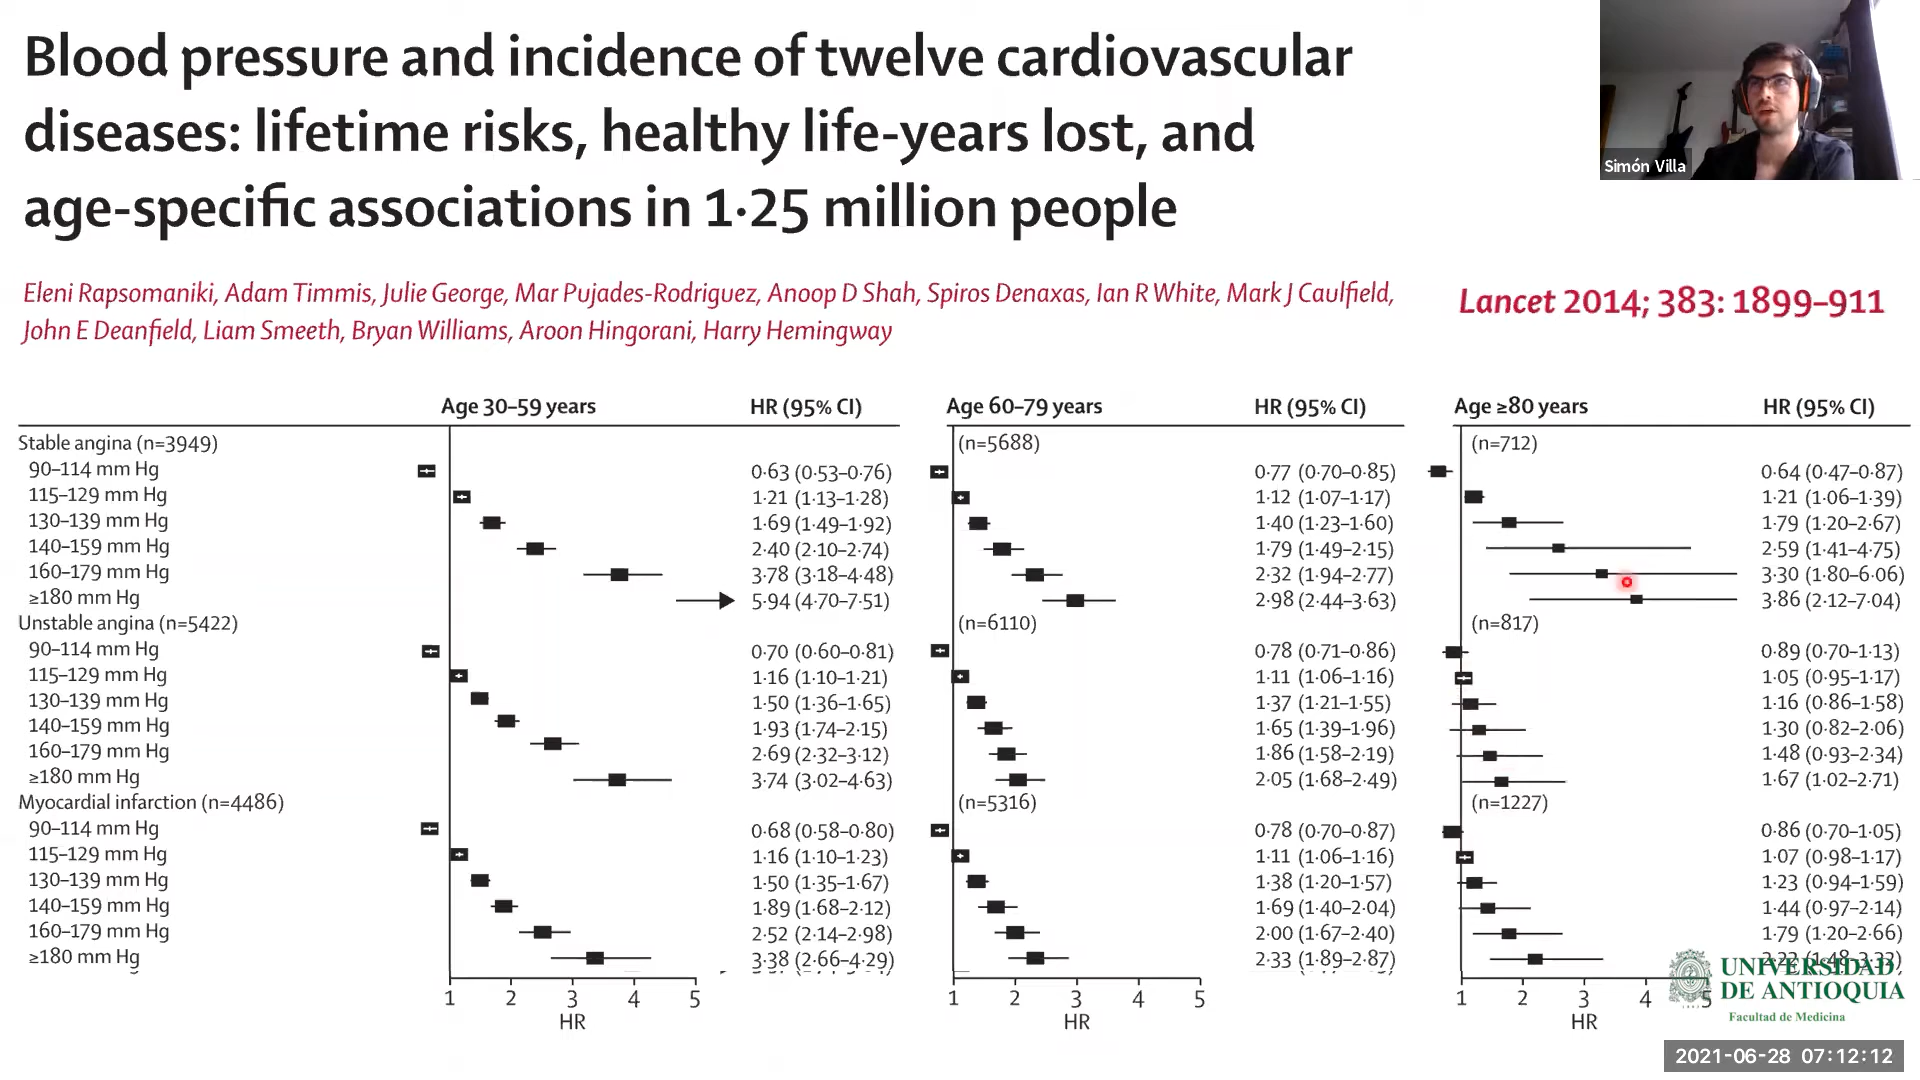 Blood pressure and incidence of twelve cardiovascular
diseases: lifetime risks, healthy life-years lost, and
age-specific associations in 1·25 million people
Simón Villa
Eleni Rapsomaniki, Adam Timmis, Julie George, Mar Pujades-Rodriguez, Anoop D Shah, Spiros Denaxas, Ian R White, Mark J Caulfield,
John E Deanfield, Liam Smeeth, Bryan Williams, Aroon Hingorani, Harry Hemingway
Lancet 2014; 383: 1899–911
Age 30–59 years HR (95% CI) Age 60–79 years HR (95% CI) Age ≥80 years HR (95% CI)
Stable angina (n=3949) (n=5688) (n=712)
90–114 mm Hg 0·63 (0·53–0·76) 0·77 (0·70–0·85) 0·64 (0·47–0·87)
115–129 mm Hg 1·21 (1·13–1·28) 1·12 (1·07–1·17) 1·21 (1·06–1·39)
130–139 mm Hg 1·69 (1·49–1·92) 1·40 (1·23–1·60) 1·79 (1·20–2·67)
140–159 mm Hg 2·40 (2·10–2·74) 1·79 (1·49–2·15) 2·59 (1·41–4·75)
160–179 mm Hg 3·78 (3·18–4·48) 2·32 (1·94–2·77) 3·30 (1·80–6·06)
≥180 mm Hg 5·94 (4·70–7·51) 2·98 (2·44–3·63) 3·86 (2·12–7·04)
Unstable angina (n=5422) (n=6110) (n=817)
90–114 mm Hg 0·70 (0·60–0·81) 0·78 (0·71–0·86) 0·89 (0·70–1·13)
115–129 mm Hg 1·16 (1·10–1·21) 1·11 (1·06–1·16) 1·05 (0·95–1·17)
130–139 mm Hg 1·50 (1·36–1·65) 1·37 (1·21–1·55) 1·16 (0·86–1·58)
140–159 mm Hg 1·93 (1·74–2·15) 1·65 (1·39–1·96) 1·30 (0·82–2·06)
160–179 mm Hg 2·69 (2·32–3·12) 1·86 (1·58–2·19) 1·48 (0·93–2·34)
≥180 mm Hg 3·74 (3·02–4·63) 2·05 (1·68–2·49) 1·67 (1·02–2·71)
Myocardial infarction (n=4486) (n=5316) (n=1227)
90–114 mm Hg 0·68 (0·58–0·80) 0·78 (0·70–0·87) 0·86 (0·70–1·05)
115–129 mm Hg 1·16 (1·10–1·23) 1·11 (1·06–1·16) 1·07 (0·98–1·17)
130–139 mm Hg 1·50 (1·35–1·67) 1·38 (1·20–1·57) 1·23 (0·94–1·59)
140–159 mm Hg 1·89 (1·68–2·12) 1·69 (1·40–2·04) 1·44 (0·97–2·14)
160–179 mm Hg 2·52 (2·14–2·98) 2·00 (1·67–2·40) 1·79 (1·20–2·66)
≥180 mm Hg 3·38 (2·66–4·29) 2·33 (1·89–2·87)
1 2 3 4 5 1 2 3 4 5 1 2 3 4 5
HR HR HR
UNIVERSIDAD
DE ANTIOQUIA
Facultad de Medicina
2021-06-28 07:12:12